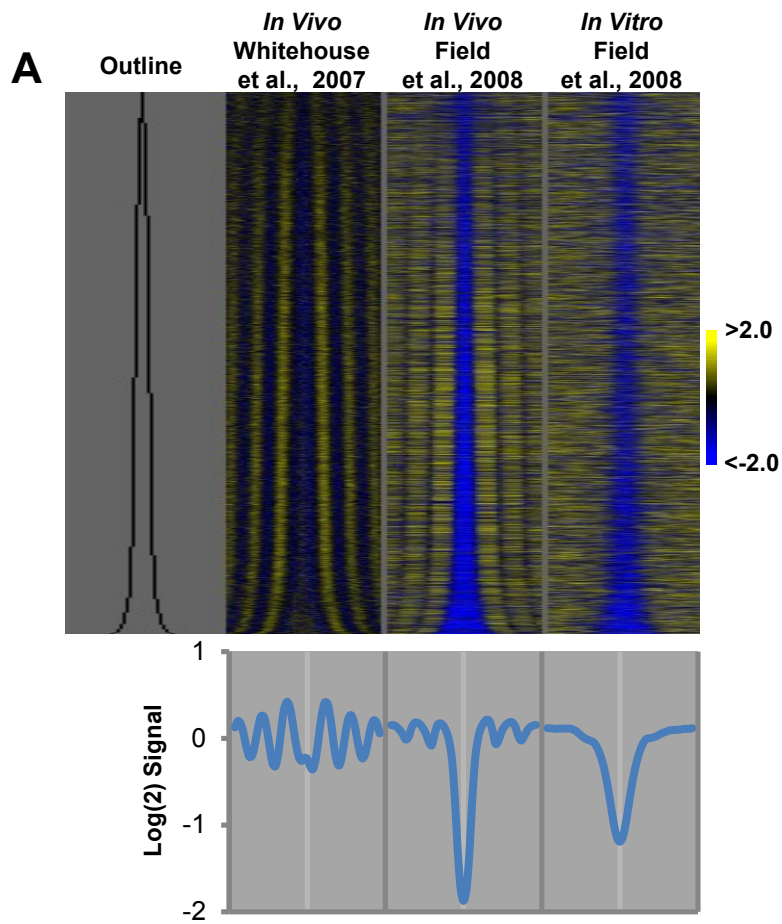 A
Outline
In Vivo
Whitehouse
et al., 2007
In Vivo
Field
et al., 2008
In Vitro
Field
et al., 2008
>2.0
<-2.0
Log(2) Signal
1
0
-1
-2